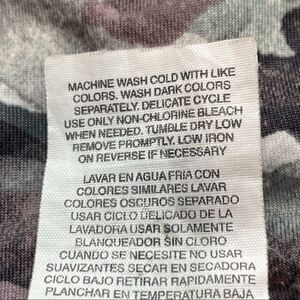 MACHINE WASH COLD WITH LIKE
COLORS. WASH DARK COLORS
SEPARATELY. DELICATE CYCLE
USE ONLY NON-CHLORINE BLEACH
WHEN NEEDED. TUMBLE DRY LOW
REMOVE PROMPTLY. LOW IRON
ON REVERSE IF NECESSARY
LAVAR EN AGUA FRIA CON
COLORES SIMILARES LAVAR
COLORES OSCUROS SEPARADO
USAR CICLO DELICADO DE LA
LAVADORA USAR SOLAMENTE
BLANQUEADOR SIN CLORO
CUANDO SE NECESITE NO USAR
SUAVIZANTES SECAR EN SECADORA
CICLO BAJO RETIRAR RAPIDAMENTE
PLANCHAR EN TEMPERATURA BAJA